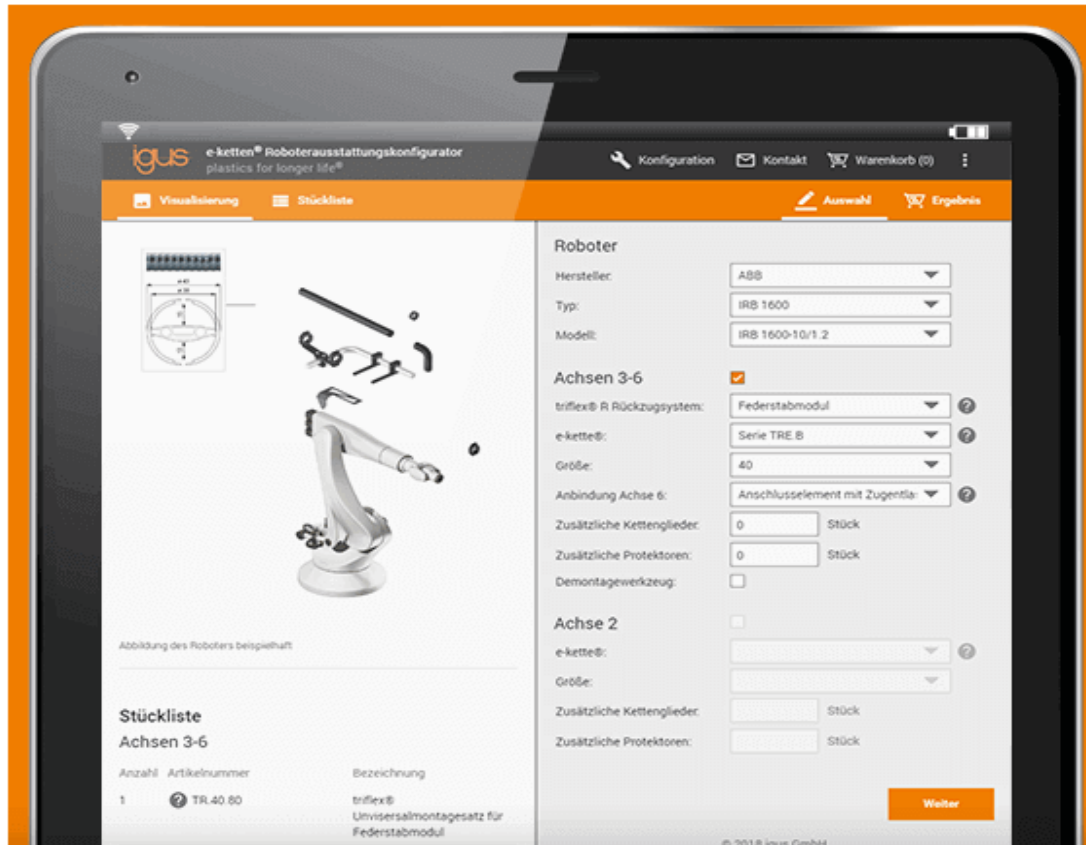 igus
e-ketten® Roboterausstattungskonfigurator
plastics for longer life®
Konfiguration
Kontakt
Warenkorb (0)
Visualisierung
Stückliste
Auswahl
Ergebnis
Abbildung des Roboters beispielhaft
Stückliste
Achsen 3-6
Anzahl Artikelnummer Bezeichnung
1 ? TR.40.80 triflex®
Unvisersalmontagesatz für
Federstabmodul
Roboter
Hersteller: ABB
Typ: IRB 1600
Modell: IRB 1600-10/1.2
Achsen 3-6
triflex® R Rückzugsystem: Federstabmodul ?
e-kette®: Serie TRE.B ?
Größe: 40
Anbindung Achse 6: Anschlusselement mit Zugentla: ?
Zusätzliche Kettenglieder: 0 Stück
Zusätzliche Protektoren: 0 Stück
Demontagewerkzeug:
Achse 2
e-kette®: ?
Größe:
Zusätzliche Kettenglieder: Stück
Zusätzliche Protektoren: Stück
Weiter
© 2018 igus GmbH